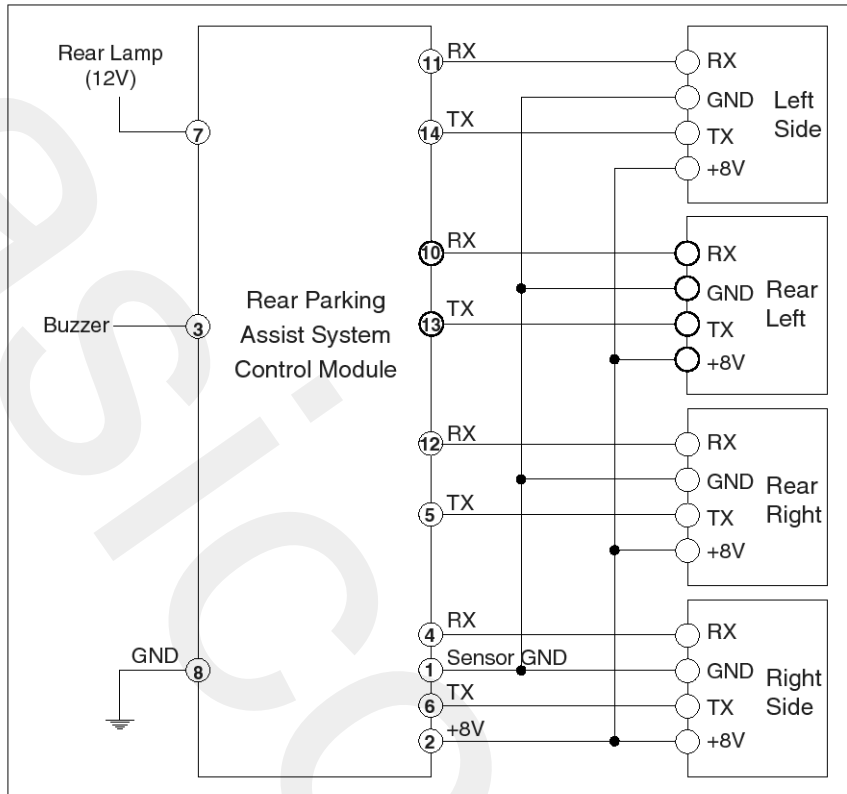 Rear Lamp
(12V)
7
Buzzer
3
GND
8
Rear Parking
Assist System
Control Module
11 RX
14 TX
10 RX
13 TX
12 RX
5 TX
4 RX
1 Sensor GND
6 TX
2 +8V
RX
GND
TX
+8V
Left
Side
RX
GND
TX
+8V
Rear
Left
RX
GND
TX
+8V
Rear
Right
RX
GND
TX
+8V
Right
Side